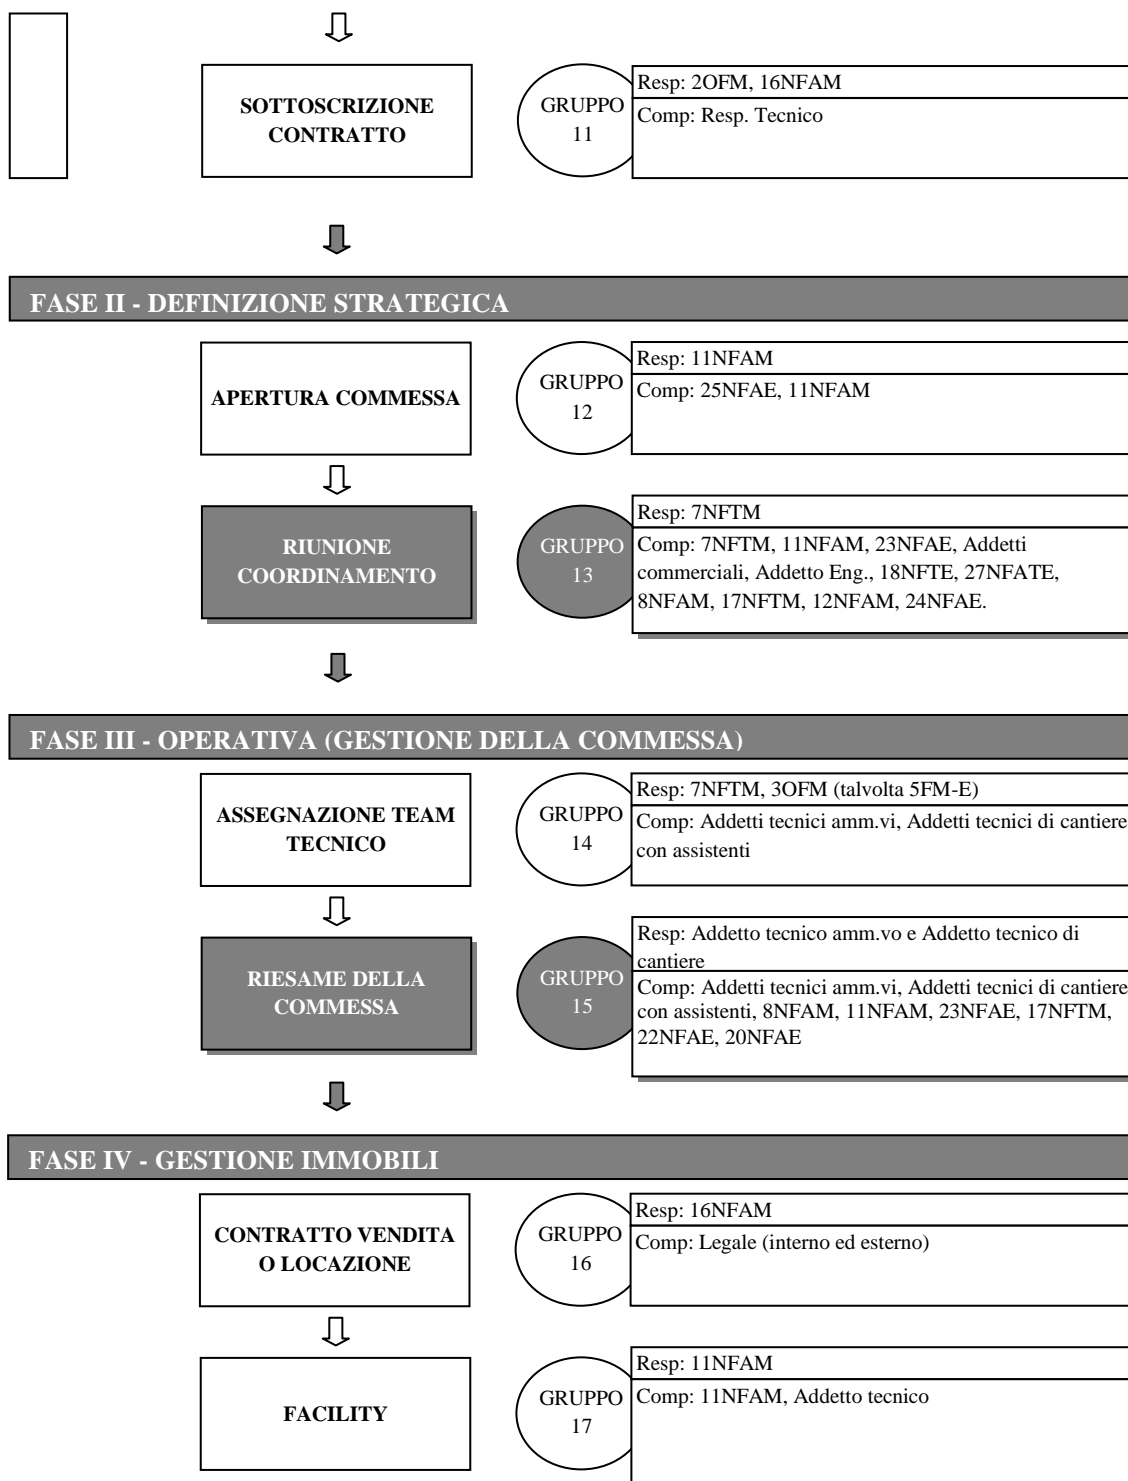 SOTTOSCRIZIONE
CONTRATTO
GRUPPO
11
Resp: 2OFM, 16NFAM
Comp: Resp. Tecnico
FASE II - DEFINIZIONE STRATEGICA
APERTURA COMMESSA
GRUPPO
12
Resp: 11NFAM
Comp: 25NFAE, 11NFAM
RIUNIONE
COORDINAMENTO
GRUPPO
13
Resp: 7NFTM
Comp: 7NFTM, 11NFAM, 23NFAE, Addetti
commerciali, Addetto Eng., 18NFTE, 27NFATE,
8NFAM, 17NFTM, 12NFAM, 24NFAE.
FASE III - OPERATIVA (GESTIONE DELLA COMMESSA)
ASSEGNAZIONE TEAM
TECNICO
GRUPPO
14
Resp: 7NFTM, 3OFM (talvolta 5FM-E)
Comp: Addetti tecnici amm.vi, Addetti tecnici di cantiere
con assistenti
RIESAME DELLA
COMMESSA
GRUPPO
15
Resp: Addetto tecnico amm.vo e Addetto tecnico di
cantiere
Comp: Addetti tecnici amm.vi, Addetti tecnici di cantiere
con assistenti, 8NFAM, 11NFAM, 23NFAE, 17NFTM,
22NFAE, 20NFAE
FASE IV - GESTIONE IMMOBILI
CONTRATTO VENDITA
O LOCAZIONE
GRUPPO
16
Resp: 16NFAM
Comp: Legale (interno ed esterno)
FACILITY
GRUPPO
17
Resp: 11NFAM
Comp: 11NFAM, Addetto tecnico